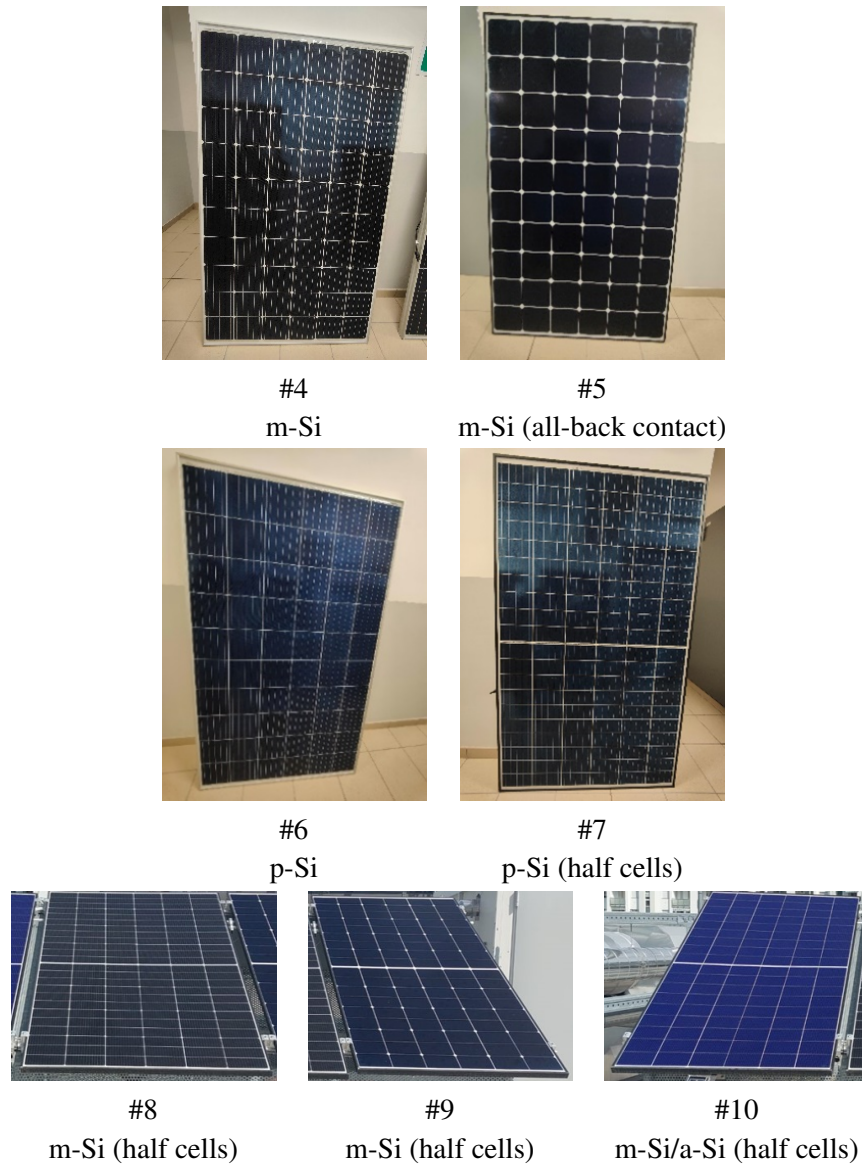 #4 #5
m-Si m-Si (all-back contact)
#6 #7
p-Si p-Si (half cells)
#8 #9 #10
m-Si (half cells) m-Si (half cells) m-Si/a-Si (half cells)